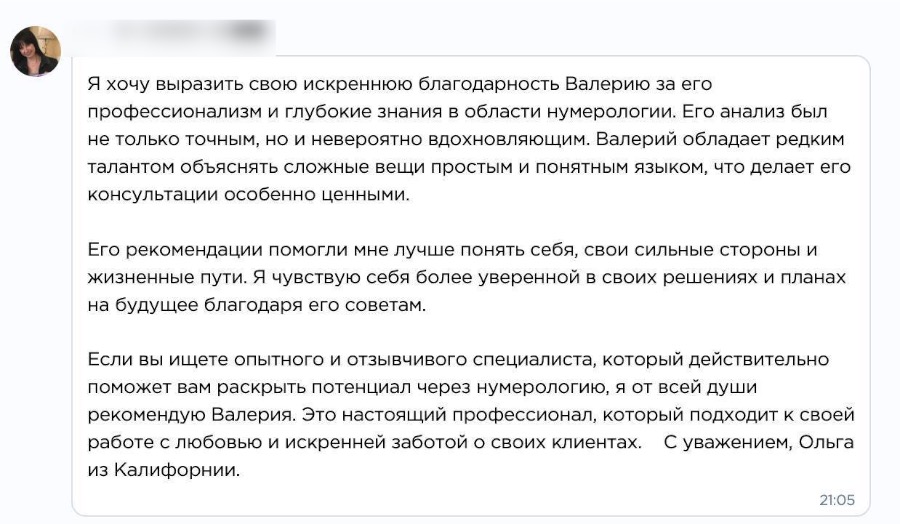 Я хочу выразить свою искреннюю благодарность Валерию за его
профессионализм и глубокие знания в области нумерологии. Его анализ был
не только точным, но и невероятно вдохновляющим. Валерий обладает редким
талантом объяснять сложные вещи простым и понятным языком, что делает его
консультации особенно ценными.
Его рекомендации помогли мне лучше понять себя, свои сильные стороны и
жизненные пути. Я чувствую себя более уверенной в своих решениях и планах
на будущее благодаря его советам.
Если вы ищете опытного и отзывчивого специалиста, который действительно
поможет вам раскрыть потенциал через нумерологию, я от всей души
рекомендую Валерия. Это настоящий профессионал, который подходит к своей
работе с любовью и искренней заботой о своих клиентах. С уважением, Ольга
из Калифорнии.
21:05